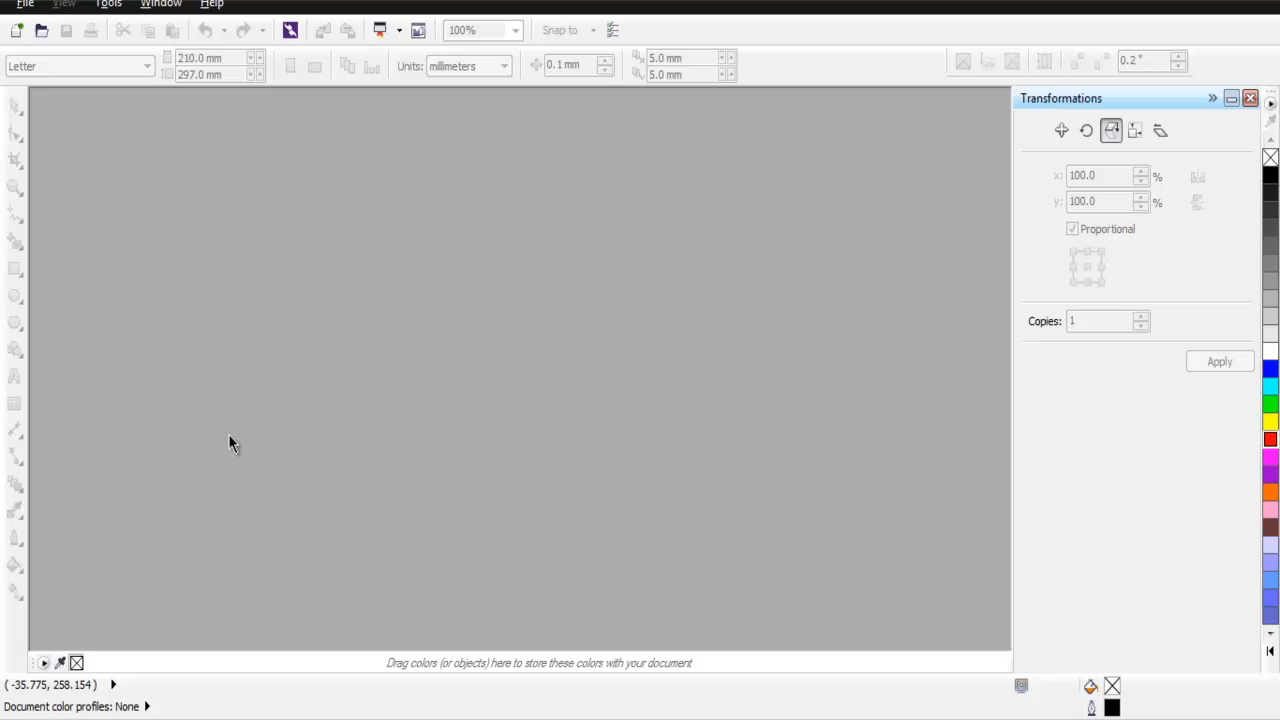 File View Tools Window Help
100% Snap to
Letter 210.0 mm 297.0 mm Units: millimeters 0.1 mm 5.0 mm 5.0 mm 0.2 °
Transformations
x: 100.0 %
y: 100.0 %
Proportional
Copies: 1
Apply
Drag colors (or objects) here to store these colors with your document
( -35.775, 258.154 )
Document color profiles: None